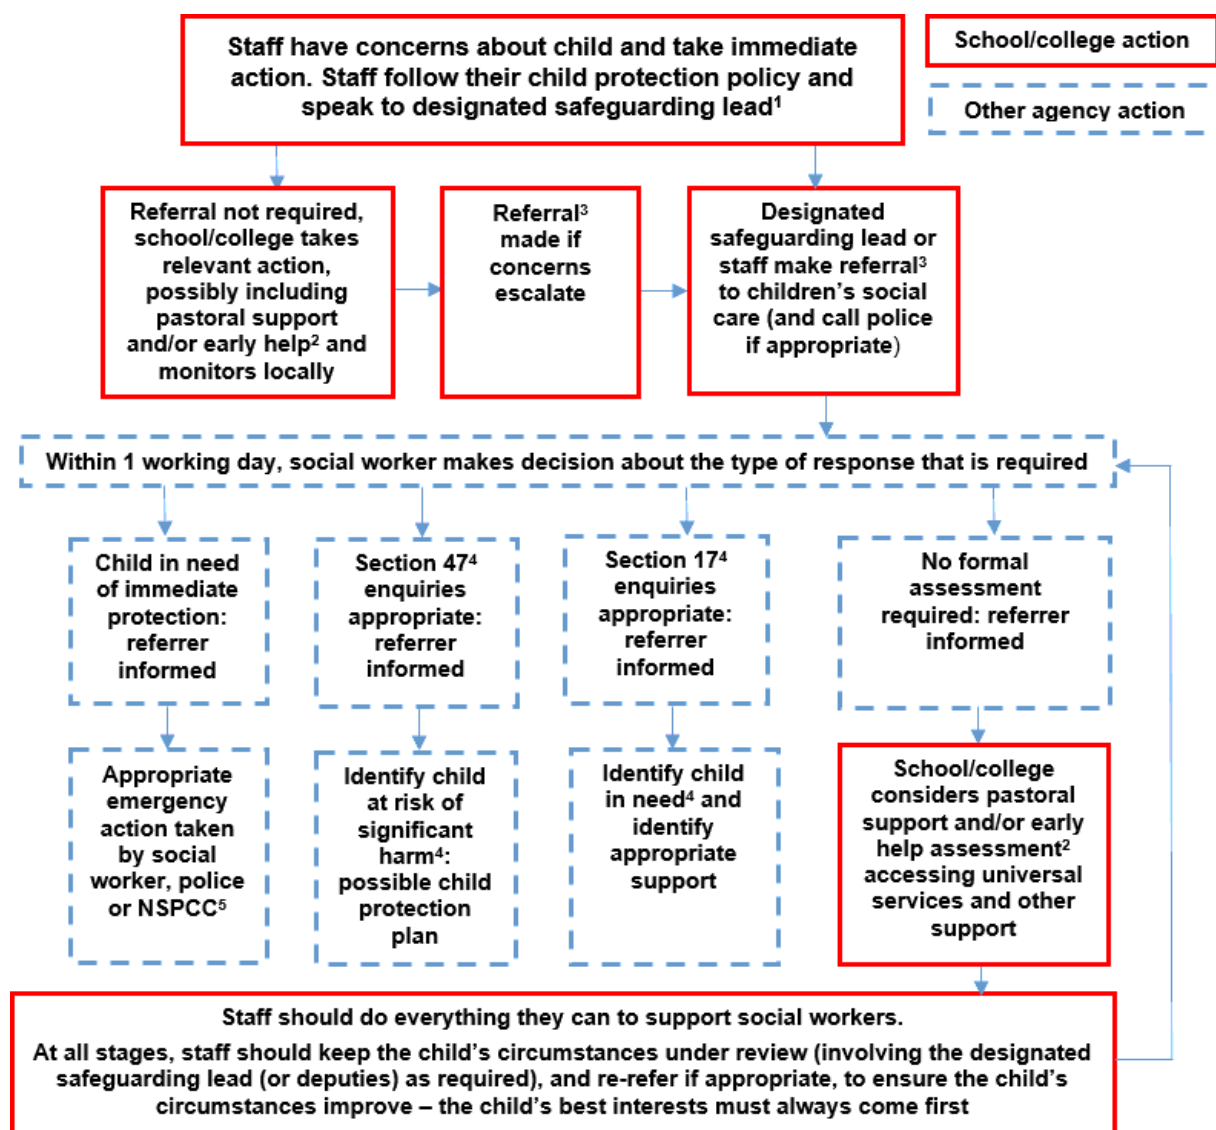 Staff have concerns about child and take immediate
action. Staff follow their child protection policy and
speak to designated safeguarding lead¹
School/college action
Other agency action
Referral not required,
school/college takes
relevant action,
possibly including
pastoral support
and/or early help² and
monitors locally
Referral³
made if
concerns
escalate
Designated
safeguarding lead or
staff make referral³
to children’s social
care (and call police
if appropriate)
Within 1 working day, social worker makes decision about the type of response that is required
Child in need
of immediate
protection:
referrer
informed
Section 47⁴
enquiries
appropriate:
referrer
informed
Section 17⁴
enquiries
appropriate:
referrer
informed
No formal
assessment
required: referrer
informed
Appropriate
emergency
action taken
by social
worker, police
or NSPCC⁵
Identify child
at risk of
significant
harm⁴:
possible child
protection
plan
Identify child
in need⁴ and
identify
appropriate
support
School/college
considers pastoral
support and/or early
help assessment²
accessing universal
services and other
support
Staff should do everything they can to support social workers.
At all stages, staff should keep the child’s circumstances under review (involving the designated
safeguarding lead (or deputies) as required), and re-refer if appropriate, to ensure the child’s
circumstances improve – the child’s best interests must always come first